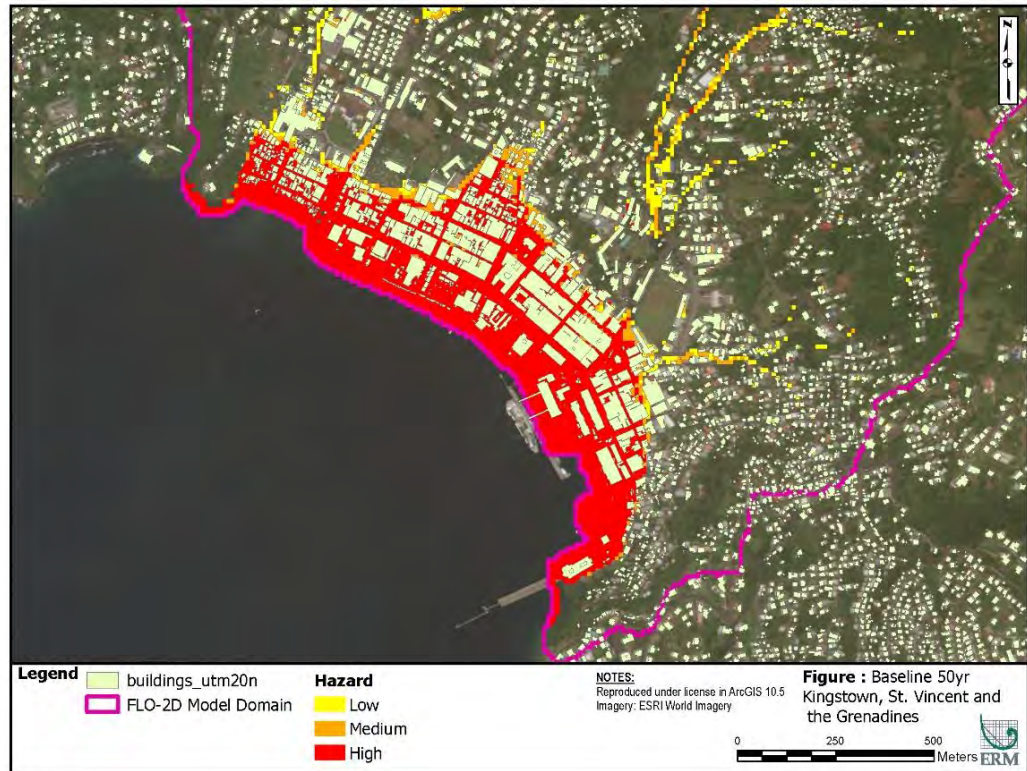 N
Legend
buildings_utm20n
FLO-2D Model Domain
Hazard
Low
Medium
High
NOTES:
Reproduced under license in ArcGIS 10.5
Imagery: ESRI World Imagery
Figure : Baseline 50yr
Kingstown, St. Vincent and
the Grenadines
0 250 500
Meters
ERM